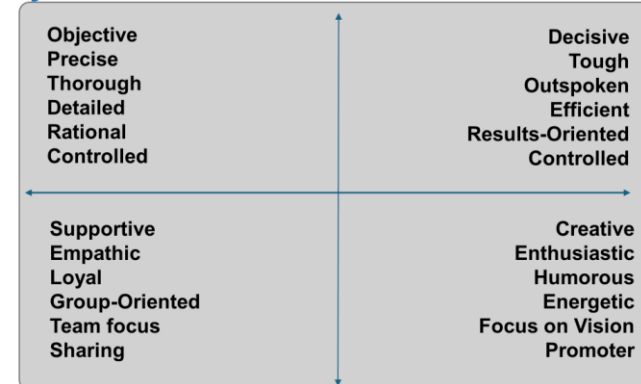 Objective
Precise
Thorough
Detailed
Rational
Controlled
Decisive
Tough
Outspoken
Efficient
Results-Oriented
Controlled
Supportive
Empathic
Loyal
Group-Oriented
Team focus
Sharing
Creative
Enthusiastic
Humorous
Energetic
Focus on Vision
Promoter